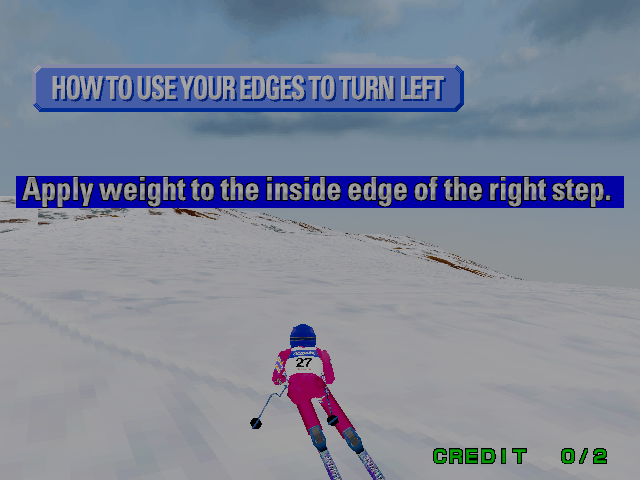 HOW TO USE YOUR EDGES TO TURN LEFT
Apply weight to the inside edge of the right step.
27
CREDIT 0/2